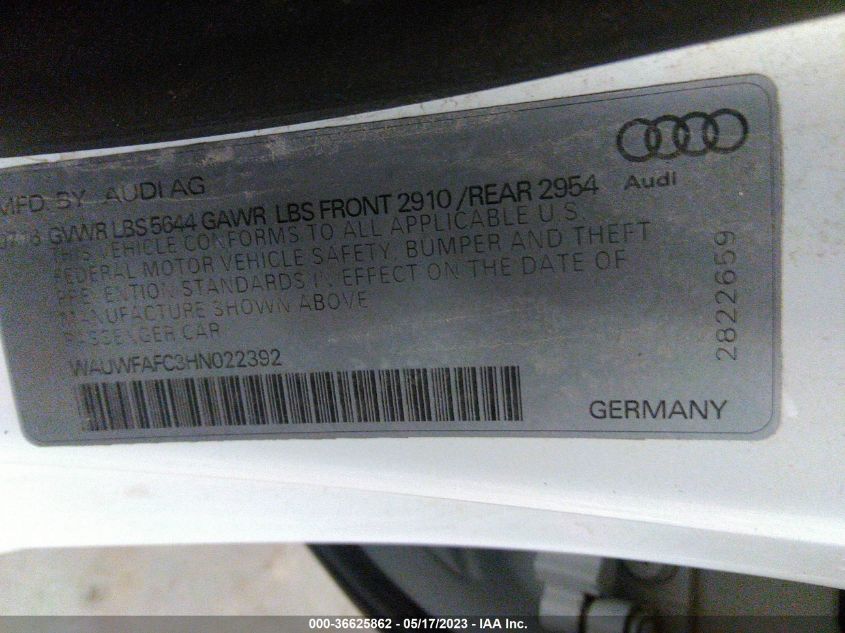 MFD BY AUDI AG
Audi
GVWR LBS 5644 GAWR LBS FRONT 2910 / REAR 2954
THIS VEHICLE CONFORMS TO ALL APPLICABLE U.S.
FEDERAL MOTOR VEHICLE SAFETY, BUMPER AND THEFT
PREVENTION STANDARDS IN EFFECT ON THE DATE OF
MANUFACTURE SHOWN ABOVE
PASSENGER CAR
WAUWFAFC3HN022392
GERMANY
2822659
000-36625862 - 05/17/2023 - IAA Inc.